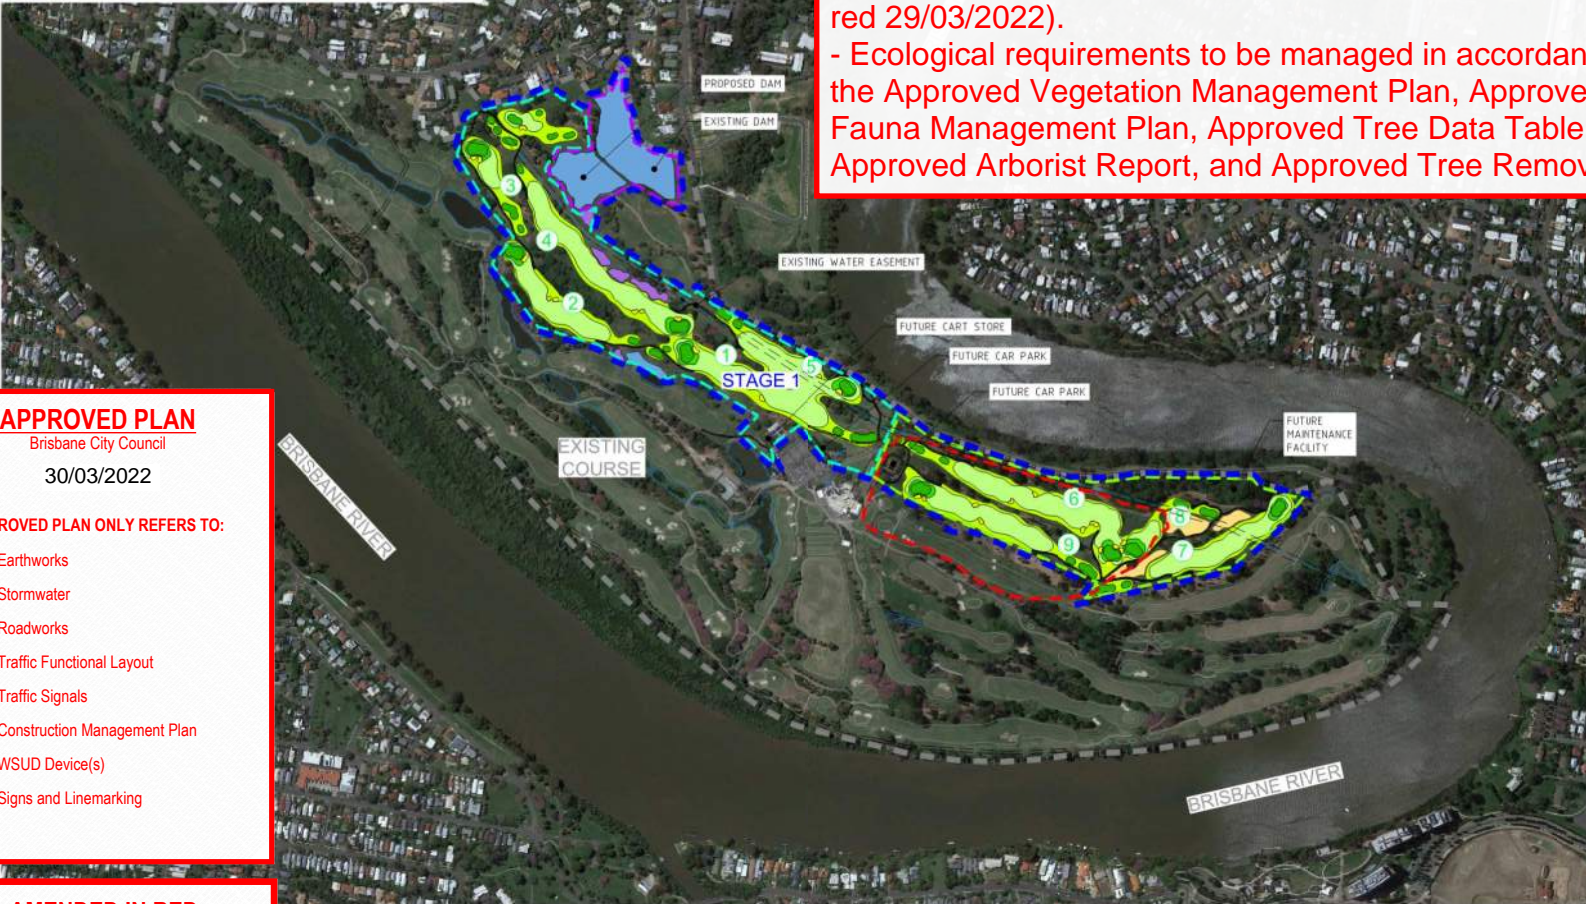 red 29/03/2022).
- Ecological requirements to be managed in accordan
the Approved Vegetation Management Plan, Approve
Fauna Management Plan, Approved Tree Data Table
Approved Arborist Report, and Approved Tree Remov
PROPOSED DAM
EXISTING DAM
3
4
2
EXISTING WATER EASEMENT
FUTURE CART STORE
FUTURE CAR PARK
FUTURE CAR PARK
1
5
STAGE 1
FUTURE
MAINTENANCE
FACILITY
EXISTING
COURSE
BRISBANE RIVER
6
8
9
7
BRISBANE RIVER
APPROVED PLAN
Brisbane City Council
30/03/2022
ROVED PLAN ONLY REFERS TO:
Earthworks
Stormwater
Roadworks
Traffic Functional Layout
Traffic Signals
Construction Management Plan
WSUD Device(s)
Signs and Linemarking
AMENDED IN RED